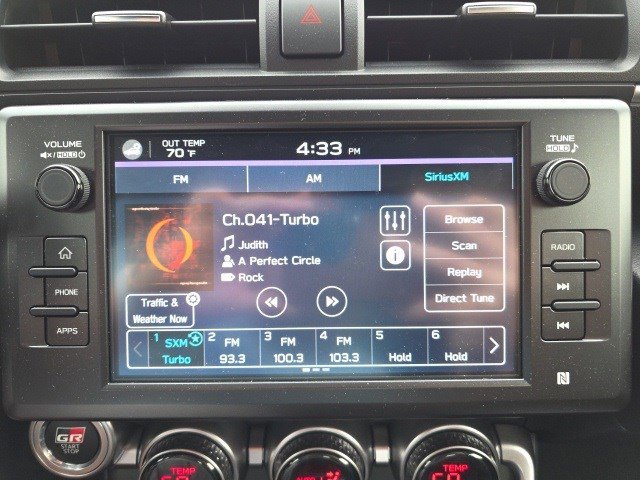 VOLUME
HOLD
OUT TEMP
70 °F
4:33 PM
TUNE
HOLD
FM
AM
SiriusXM
Ch.041-Turbo
Judith
A Perfect Circle
Rock
Browse
Scan
Replay
Direct Tune
RADIO
PHONE
APPS
Traffic &
Weather Now
1 SXM
Turbo
2 FM
93.3
3 FM
100.3
4 FM
103.3
5
Hold
6
Hold
N
GR
START
STOP
TEMP
AUTO
TEMP